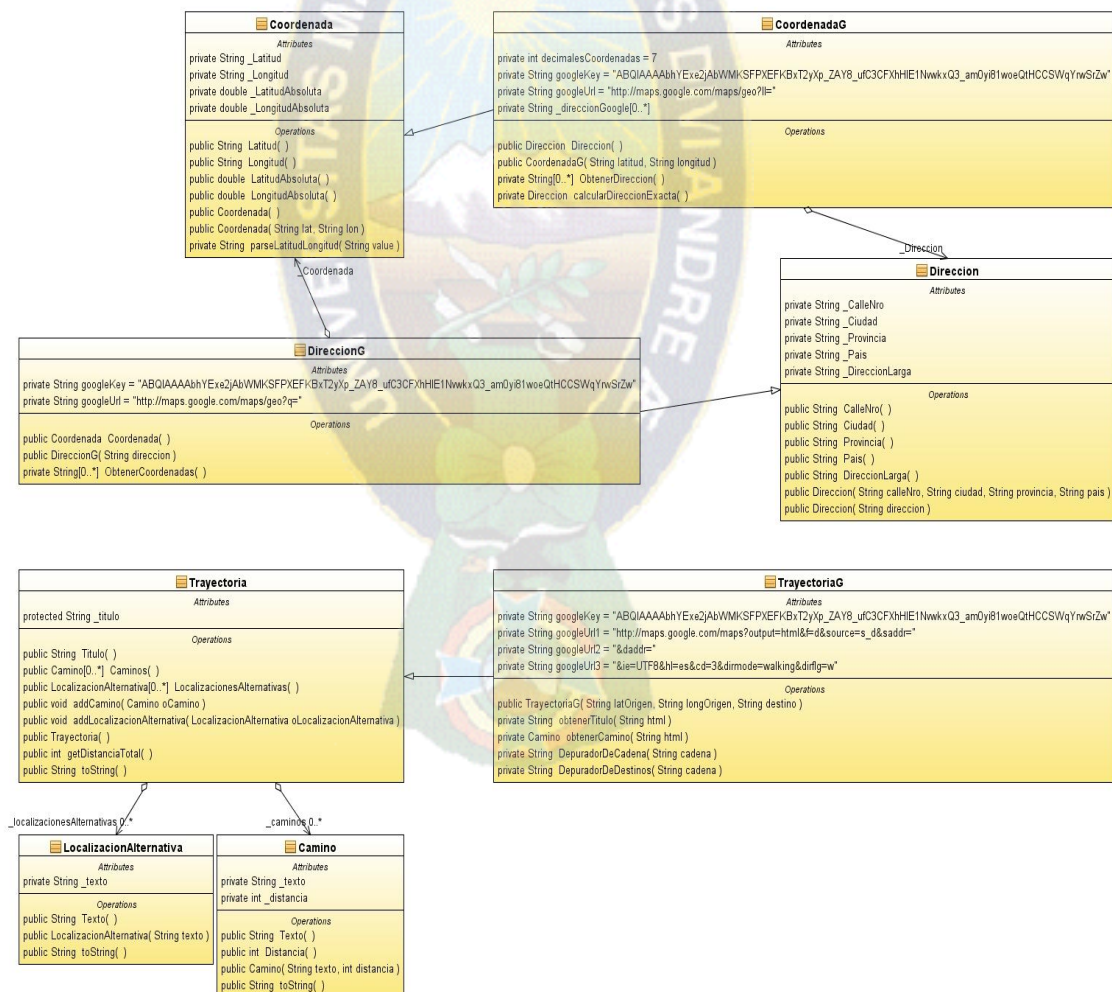 Coordenada
Attributes
private String _Latitud
private String _Longitud
private double _LatitudAbsoluta
private double _LongitudAbsoluta
Operations
public String Latitud( )
public String Longitud( )
public double LatitudAbsoluta( )
public double LongitudAbsoluta( )
public Coordenada( )
public Coordenada( String lat, String lon )
private String parseLatitudLongitud( String value )
CoordenadaG
Attributes
private int decimalesCoordenadas = 7
private String googleKey = "ABQIAAAAbhYExe2jAbWMKSFPXEFKBxT2yXp_ZAY8_ufC3CFXhHlE1NwwkxQ3_am0yi81woeQtHCCSWqYrwSrZw"
private String googleUrl = "http://maps.google.com/maps/geo?ll="
private String _direccionGoogle[0..*]
Operations
public Direccion Direccion( )
public CoordenadaG( String latitud, String longitud )
private String[0..*] ObtenerDireccion( )
private Direccion calcularDireccionExacta( )
_Direccion
_Coordenada
Direccion
Attributes
private String _CalleNro
private String _Ciudad
private String _Provincia
private String _Pais
private String _DireccionLarga
Operations
public String CalleNro( )
public String Ciudad( )
public String Provincia( )
public String Pais( )
public String DireccionLarga( )
public Direccion( String calleNro, String ciudad, String provincia, String pais )
public Direccion( String direccion )
DireccionG
Attributes
private String googleKey = "ABQIAAAAbhYExe2jAbWMKSFPXEFKBxT2yXp_ZAY8_ufC3CFXhHlE1NwwkxQ3_am0yi81woeQtHCCSWqYrwSrZw"
private String googleUrl = "http://maps.google.com/maps/geo?q="
Operations
public Coordenada Coordenada( )
public DireccionG( String direccion )
private String[0..*] ObtenerCoordenadas( )
Trayectoria
Attributes
protected String _titulo
Operations
public String Titulo( )
public Camino[0..*] Caminos( )
public LocalizacionAlternativa[0..*] LocalizacionesAlternativas( )
public void addCamino( Camino oCamino )
public void addLocalizacionAlternativa( LocalizacionAlternativa oLocalizacionAlternativa )
public Trayectoria( )
public int getDistanciaTotal( )
public String toString( )
TrayectoriaG
Attributes
private String googleKey = "ABQIAAAAbhYExe2jAbWMKSFPXEFKBxT2yXp_ZAY8_ufC3CFXhHlE1NwwkxQ3_am0yi81woeQtHCCSWqYrwSrZw"
private String googleUrl1 = "http://maps.google.com/maps?output=html&f=d&source=s_d&saddr="
private String googleUrl2 = "&daddr="
private String googleUrl3 = "&ie=UTF8&hl=es&cd=3&dirmode=walking&dirflg=w"
Operations
public TrayectoriaG( String latOrigen, String longOrigen, String destino )
private String obtenerTitulo( String html )
private Camino obtenerCamino( String html )
private String DepuradorDeCadena( String cadena )
private String DepuradorDeDestinos( String cadena )
_localizacionesAlternativas 0..*
_caminos 0..*
LocalizacionAlternativa
Attributes
private String _texto
Operations
public String Texto( )
public LocalizacionAlternativa( String texto )
public String toString( )
Camino
Attributes
private String _texto
private int _distancia
Operations
public String Texto( )
public int Distancia( )
public Camino( String texto, int distancia )
public String toString( )